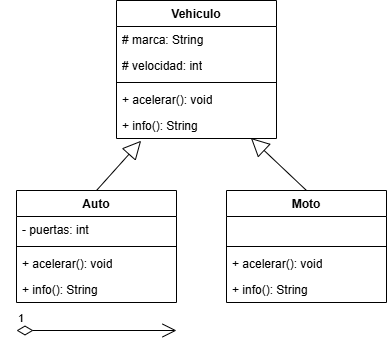 Vehiculo
# marca: String
# velocidad: int
+ acelerar(): void
+ info(): String
Auto
- puertas: int
+ acelerar(): void
+ info(): String
Moto
+ acelerar(): void
+ info(): String
1